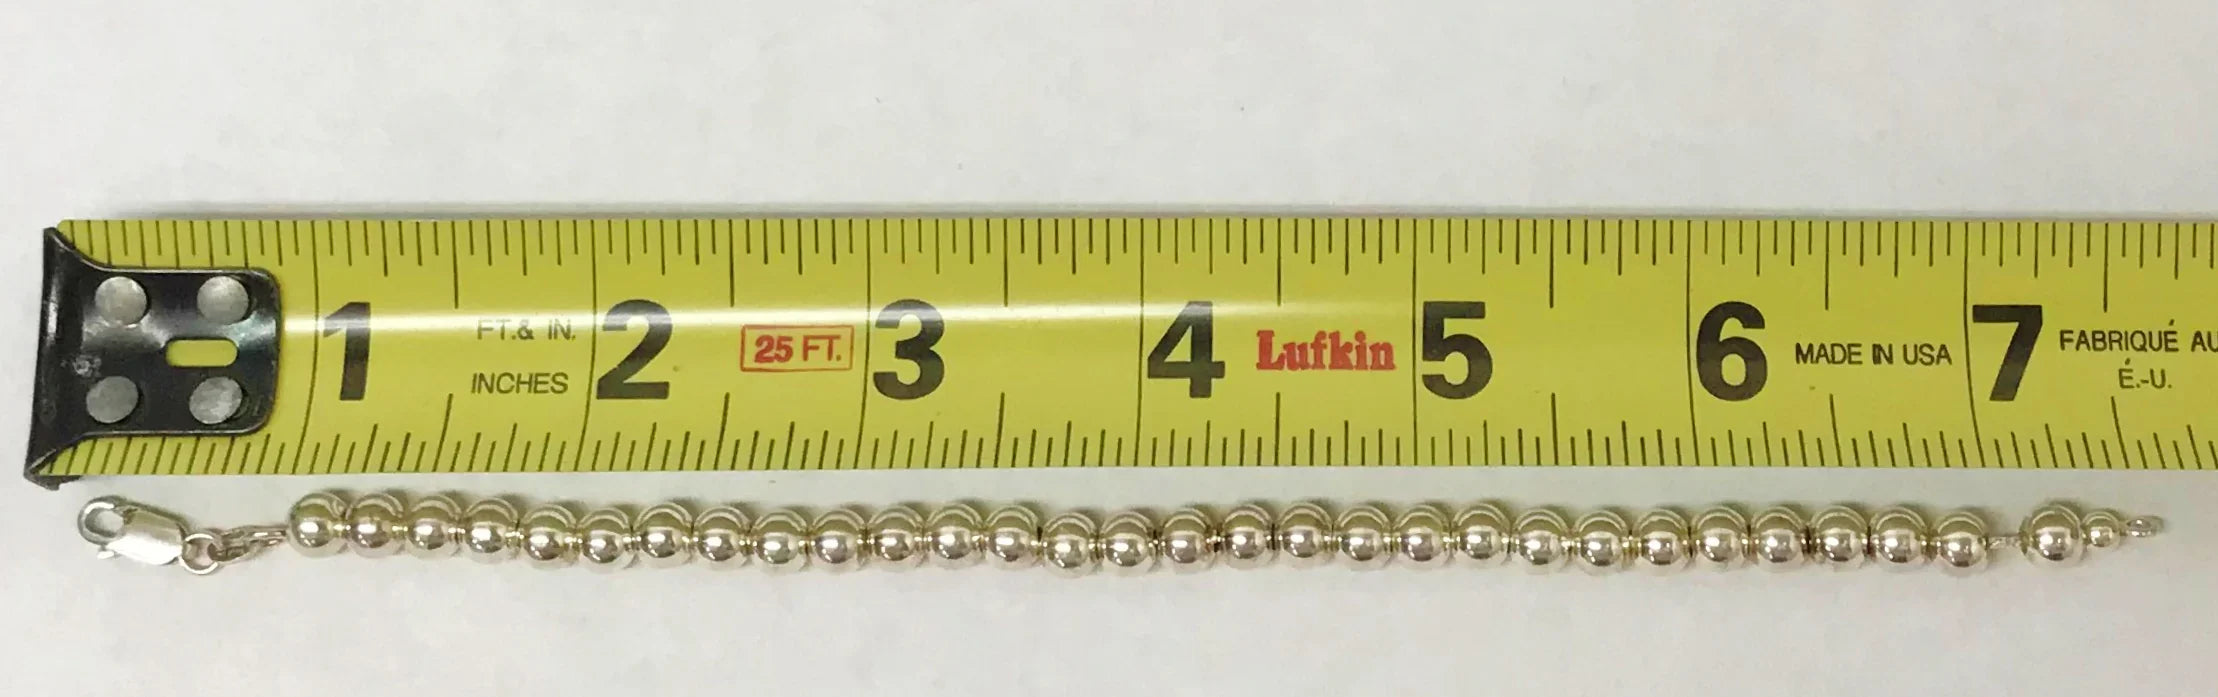 1 FT.& IN. 2 25 FT. 3 4 Lufkin 5 6 MADE IN USA 7 FABRIQUÉ AU
INCHES É.-U.